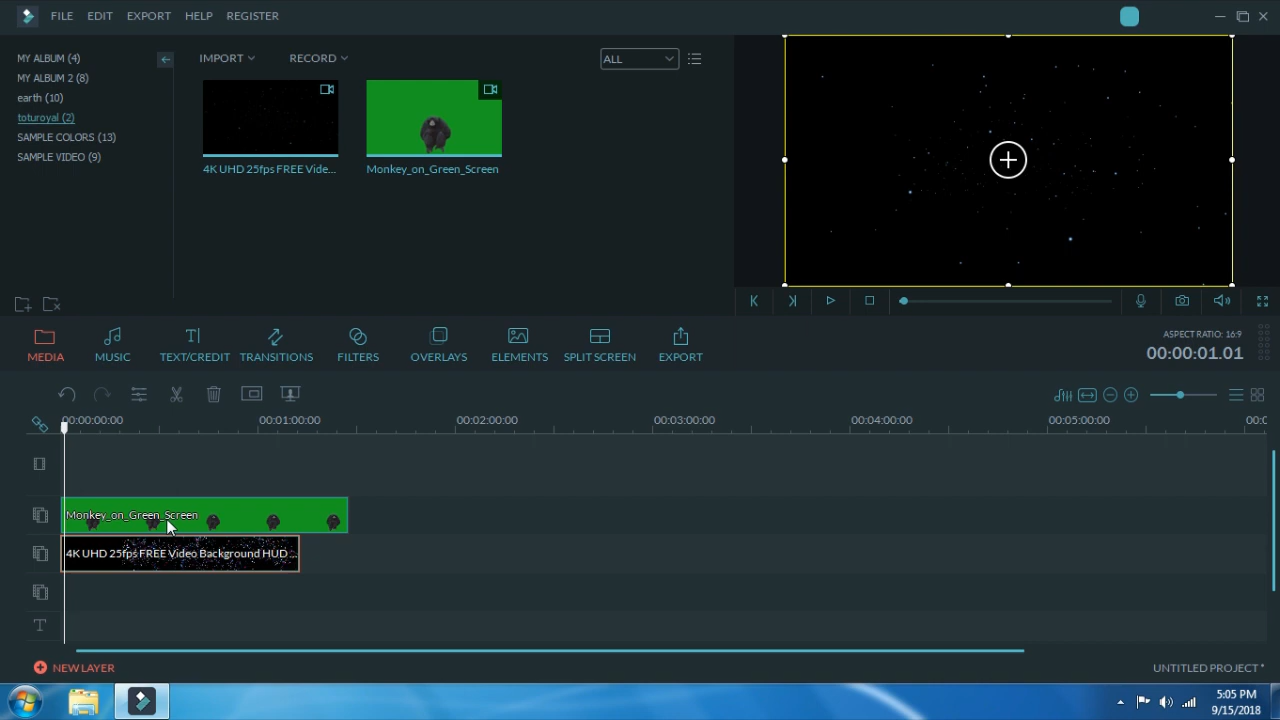 FILE EDIT EXPORT HELP REGISTER
MY ALBUM (4)
MY ALBUM 2 (8)
earth (10)
toturoyal (2)
SAMPLE COLORS (13)
SAMPLE VIDEO (9)
IMPORT RECORD ALL
4K UHD 25fps FREE Vide... Monkey_on_Green_Screen
MEDIA MUSIC TEXT/CREDIT TRANSITIONS FILTERS OVERLAYS ELEMENTS SPLIT SCREEN EXPORT
ASPECT RATIO: 16:9
00:00:01.01
00:00:00:00 00:01:00:00 00:02:00:00 00:03:00:00 00:04:00:00 00:05:00:00 00:0
Monkey_on_Green_Screen
4K UHD 25fps FREE Video Background HUD ...
T
NEW LAYER
UNTITLED PROJECT *
5:05 PM
9/15/2018